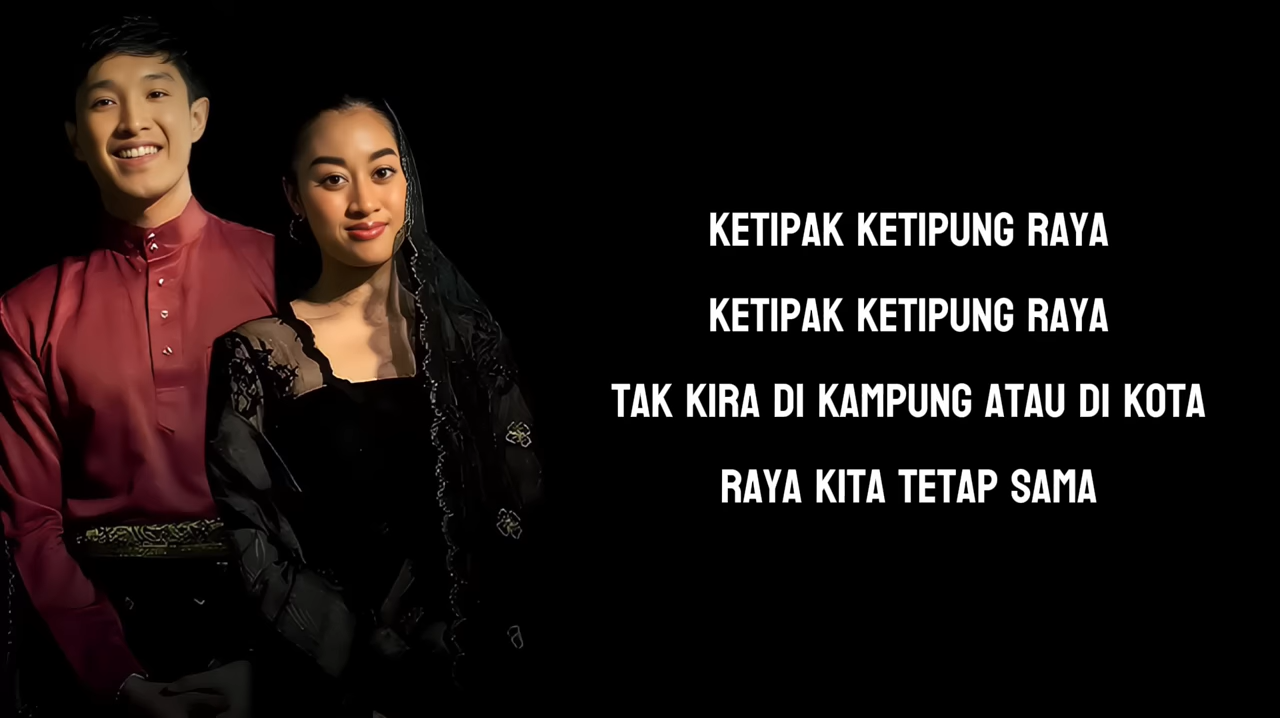 KETIPAK KETIPUNG RAYA
KETIPAK KETIPUNG RAYA
TAK KIRA DI KAMPUNG ATAU DI KOTA
RAYA KITA TETAP SAMA